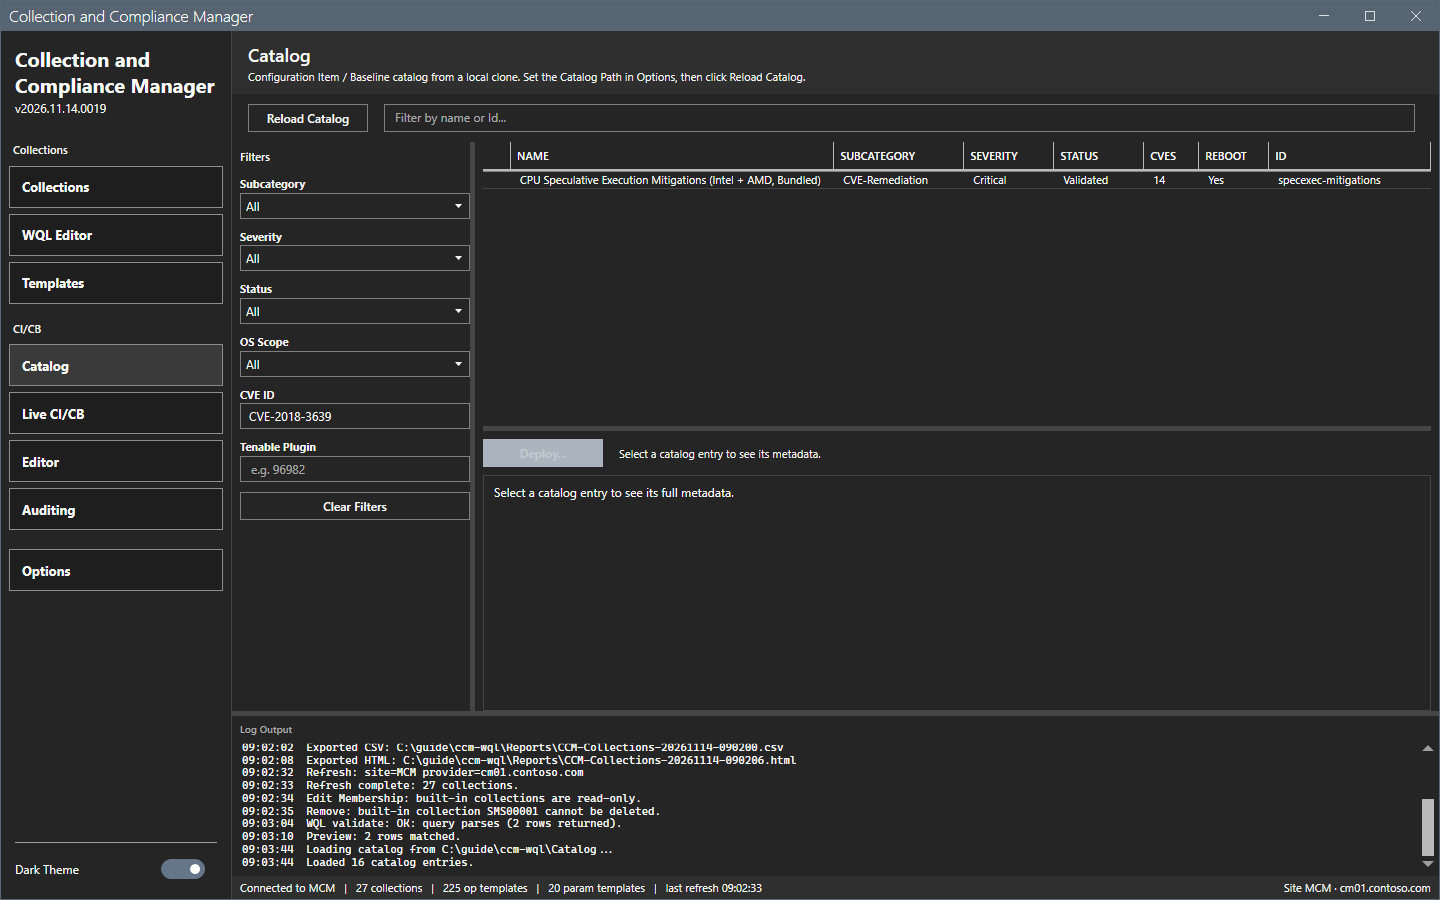 Collection and Compliance Manager
Collection and
Compliance Manager
v2026.11.14.0019
Collections
Collections
WQL Editor
Templates
CI/CB
Catalog
Live CI/CB
Editor
Auditing
Options
Dark Theme
Catalog
Configuration Item / Baseline catalog from a local clone. Set the Catalog Path in Options, then click Reload Catalog.
Reload Catalog
Filter by name or Id...
Filters
Subcategory
All
Severity
All
Status
All
OS Scope
All
CVE ID
CVE-2018-3639
Tenable Plugin
e.g. 96982
Clear Filters
NAME SUBCATEGORY SEVERITY STATUS CVES REBOOT ID
CPU Speculative Execution Mitigations (Intel + AMD, Bundled) CVE-Remediation Critical Validated 14 Yes specexec-mitigations
Deploy... Select a catalog entry to see its metadata.
Select a catalog entry to see its full metadata.
Log Output
09:02:02 Exported CSV: C:\guide\ccm-wql\Reports\CCM-Collections-20261114-090200.csv
09:02:08 Exported HTML: C:\guide\ccm-wql\Reports\CCM-Collections-20261114-090206.html
09:02:32 Refresh: site=MCM provider=cm01.contoso.com
09:02:33 Refresh complete: 27 collections.
09:02:34 Edit Membership: built-in collections are read-only.
09:02:35 Remove: built-in collection SMS00001 cannot be deleted.
09:03:04 WQL validate: OK: query parses (2 rows returned).
09:03:10 Preview: 2 rows matched.
09:03:44 Loading catalog from C:\guide\ccm-wql\Catalog...
09:03:44 Loaded 16 catalog entries.
Connected to MCM | 27 collections | 225 op templates | 20 param templates | last refresh 09:02:33
Site MCM · cm01.contoso.com